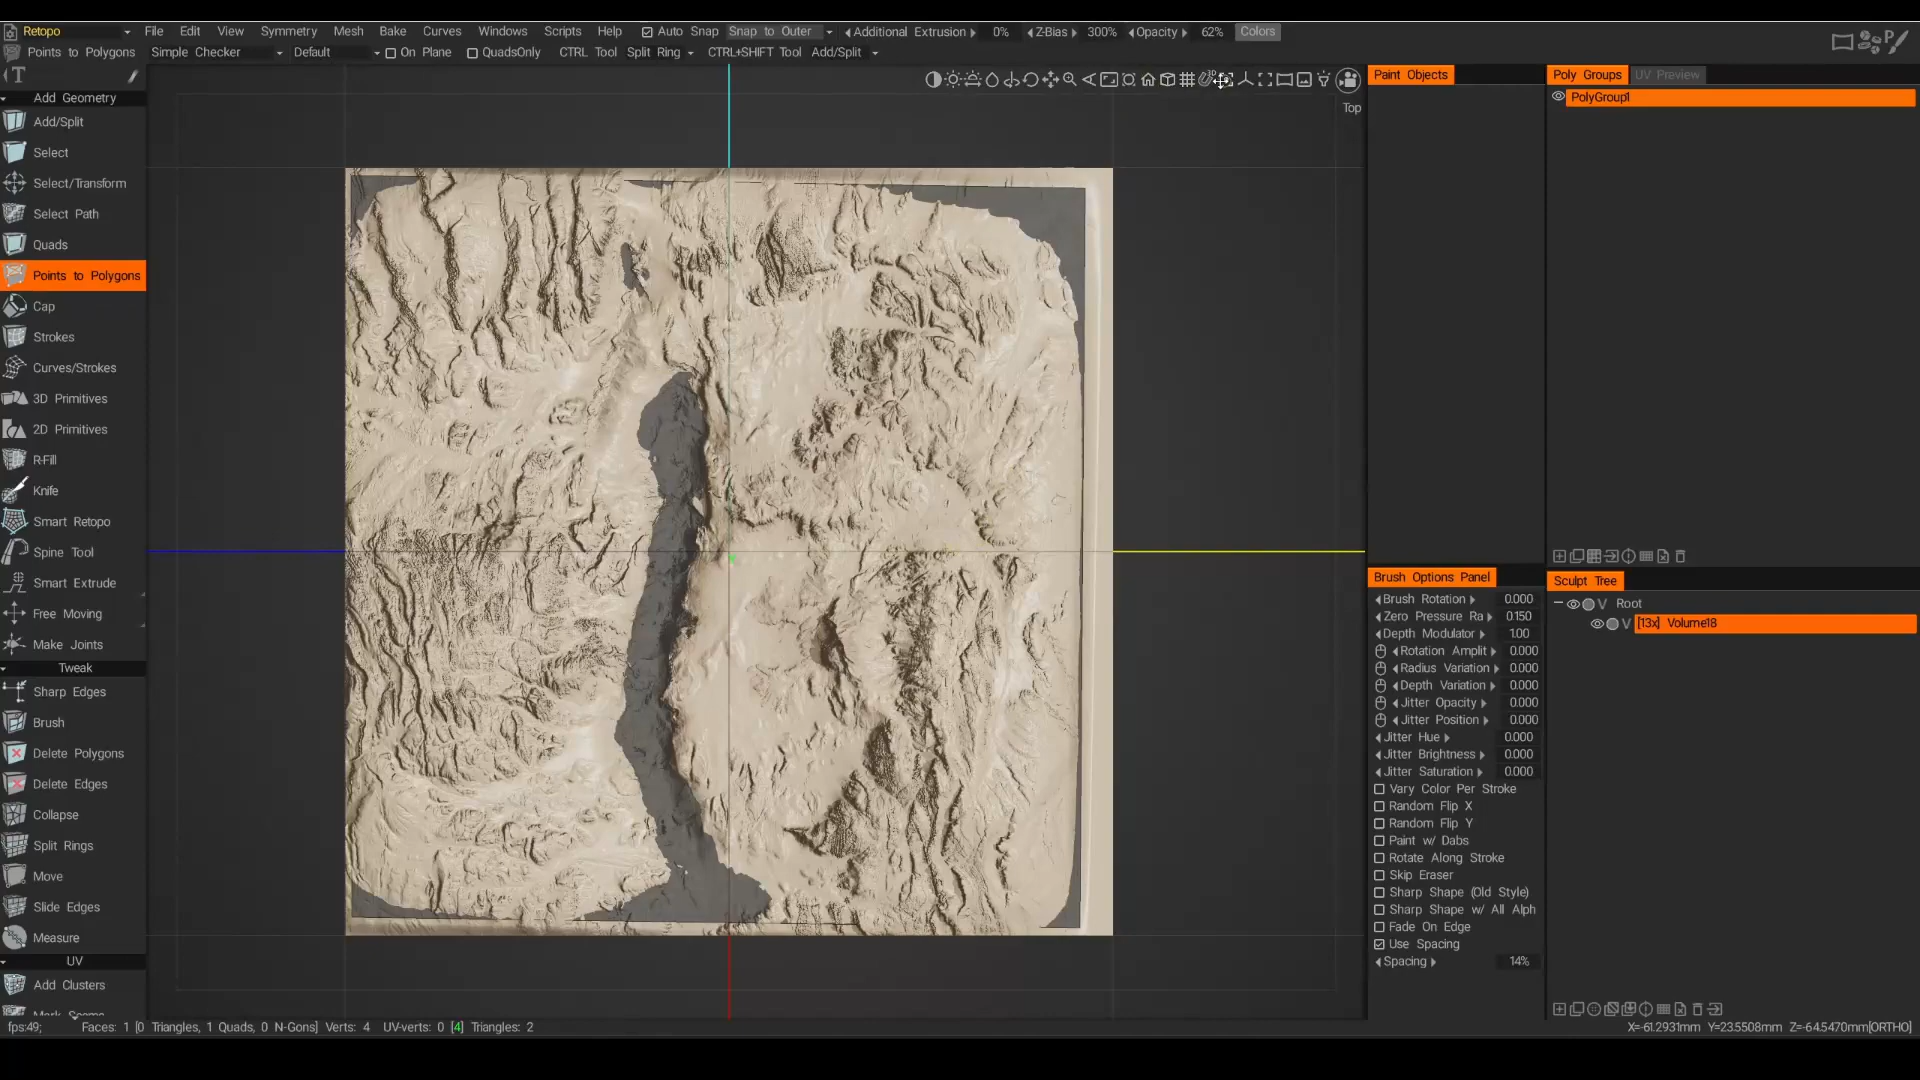 Retopo File Edit View Symmetry Mesh Bake Curves Windows Scripts Help Auto Snap Snap to Outer Additional Extrusion 0% Z-Bias 300% Opacity 62% Colors
Points to Polygons Simple Checker Default On Plane QuadsOnly CTRL Tool Split Ring CTRL+SHIFT Tool Add/Split
Add Geometry
Add/Split
Select
Select/Transform
Select Path
Quads
Points to Polygons
Cap
Strokes
Curves/Strokes
3D Primitives
2D Primitives
R-Fill
Knife
Smart Retopo
Spine Tool
Smart Extrude
Free Moving
Make Joints
Tweak
Sharp Edges
Brush
Delete Polygons
Delete Edges
Collapse
Split Rings
Move
Slide Edges
Measure
UV
Add Clusters
Top
Paint Objects
Poly Groups UV Preview
PolyGroup1
Brush Options Panel
Brush Rotation 0.000
Zero Pressure Ra 0.150
Depth Modulator 1.00
Rotation Amplit 0.000
Radius Variation 0.000
Depth Variation 0.000
Jitter Opacity 0.000
Jitter Position 0.000
Jitter Hue 0.000
Jitter Brightness 0.000
Jitter Saturation 0.000
Vary Color Per Stroke
Random Flip X
Random Flip Y
Paint w/ Dabs
Rotate Along Stroke
Skip Eraser
Sharp Shape (Old Style)
Sharp Shape w/ All Alph
Fade On Edge
Use Spacing
Spacing 14%
Sculpt Tree
V Root
V [13x] Volume18
fps:49; Faces: 1 [0 Triangles, 1 Quads, 0 N-Gons] Verts: 4 UV-verts: 0 [4] Triangles: 2
X=-61.2931mm Y=23.5508mm Z=-64.5470mm[ORTHO]